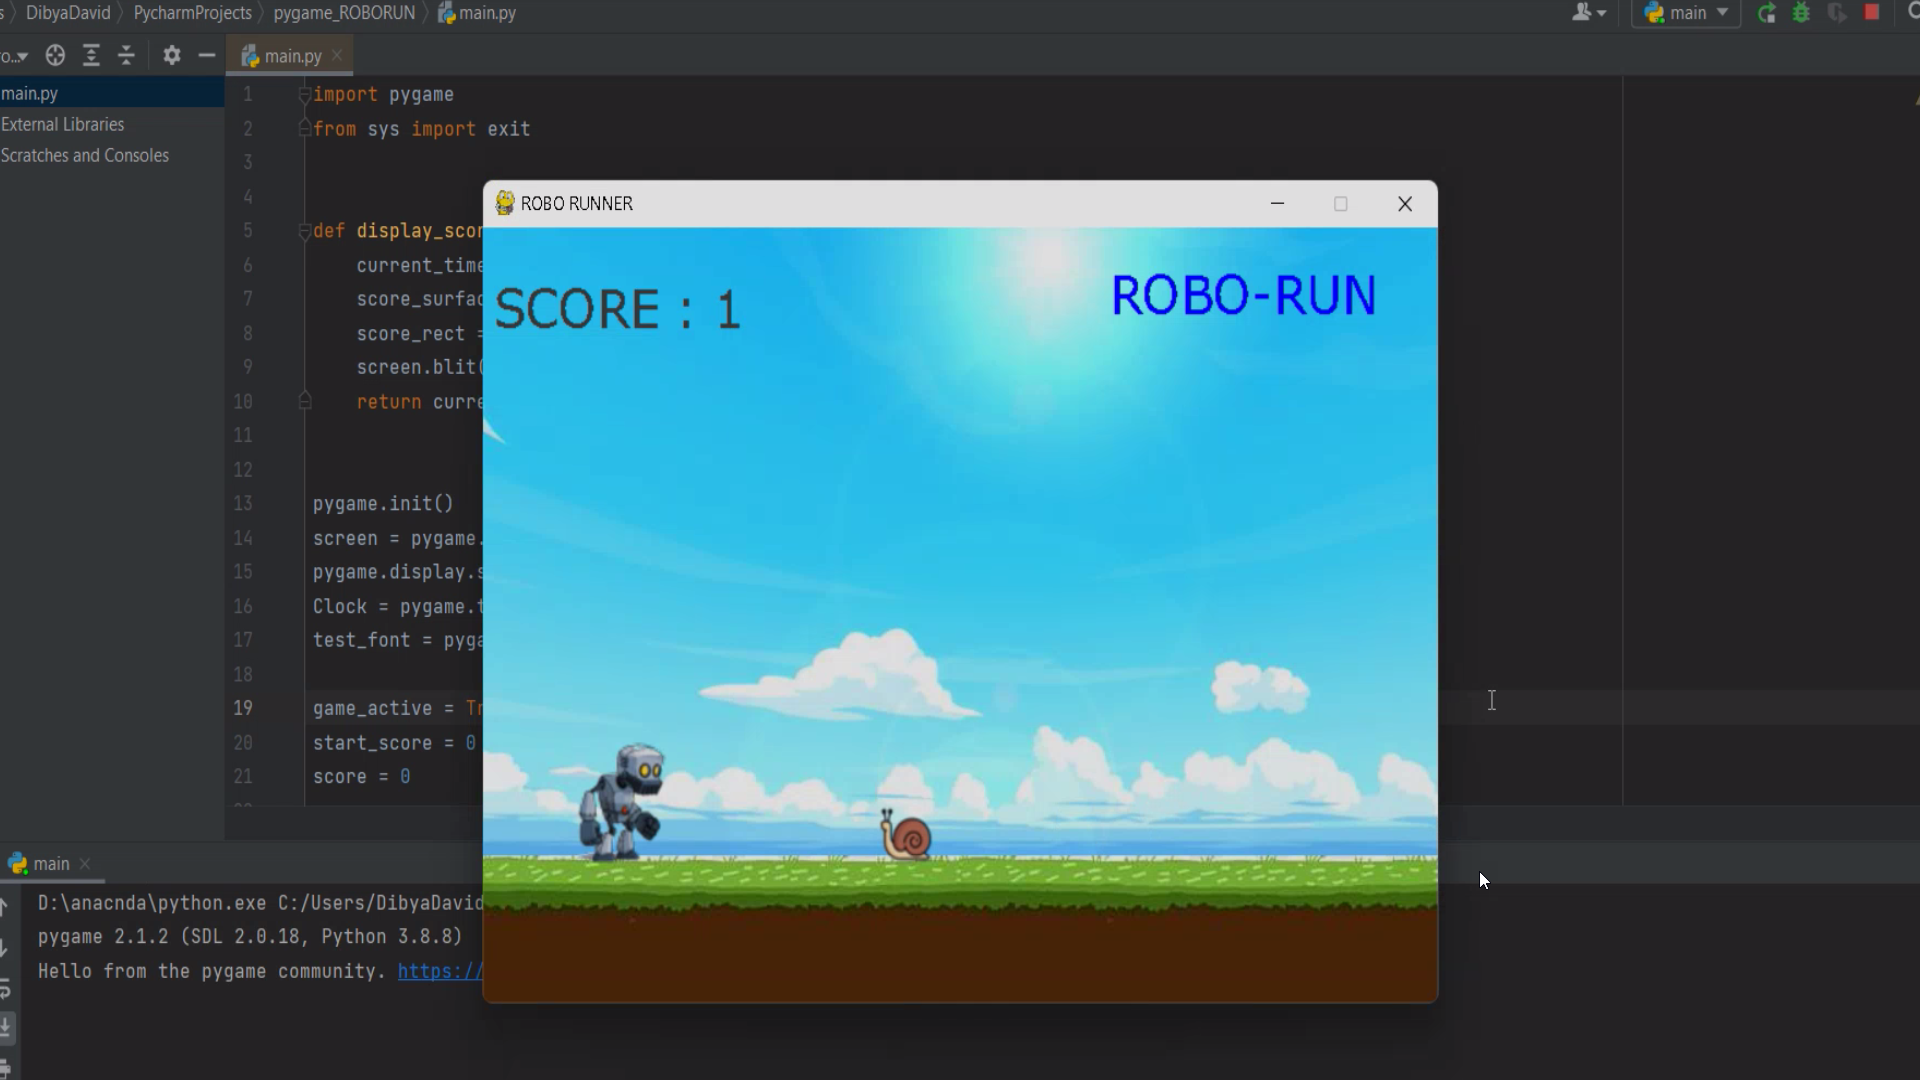 DibyaDavid
PycharmProjects
pygame_ROBORUN
main.py
main
main.py
main.py
External Libraries
Scratches and Consoles
1 import pygame
2 from sys import exit
3
4
5 def display_scor
6 current_time
7 score_surfac
8 score_rect =
9 screen.blit(
10 return curre
11
12
13 pygame.init()
14 screen = pygame.
15 pygame.display.s
16 Clock = pygame.t
17 test_font = pyga
18
19 game_active = Tr
20 start_score = 0
21 score = 0
ROBO RUNNER
SCORE : 1
ROBO-RUN
main
D:\anacnda\python.exe C:/Users/DibyaDavid
pygame 2.1.2 (SDL 2.0.18, Python 3.8.8)
Hello from the pygame community. https://